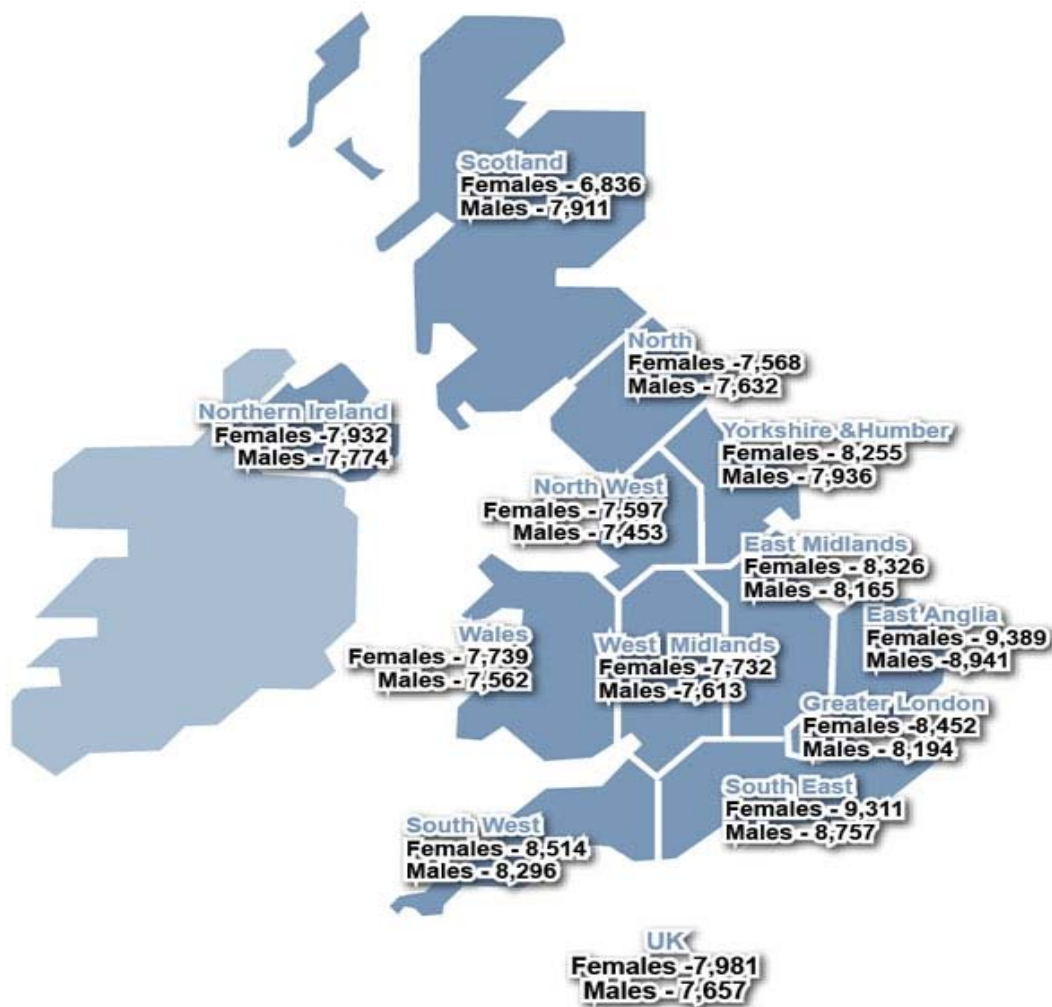 Scotland
Females - 6,836
Males - 7,911
North
Females -7,568
Males - 7,632
Northern Ireland
Females -7,932
Males - 7,774
Yorkshire &Humber
Females - 8,255
Males - 7,936
North West
Females - 7,597
Males - 7,453
East Midlands
Females - 8,326
Males - 8,165
East Anglia
Females - 9,389
Males -8,941
Wales
Females - 7,739
Males - 7,562
West Midlands
Females -7,732
Males -7,613
Greater London
Females -8,452
Males - 8,194
South East
Females - 9,311
Males - 8,757
South West
Females - 8,514
Males - 8,296
UK
Females -7,981
Males - 7,657